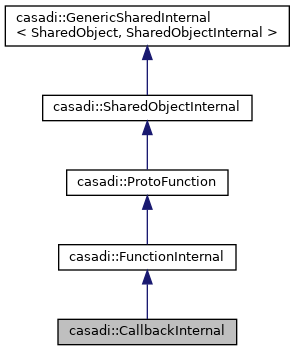 casadi::GenericSharedInternal
< SharedObject, SharedObjectInternal >
casadi::SharedObjectInternal
casadi::ProtoFunction
casadi::FunctionInternal
casadi::CallbackInternal